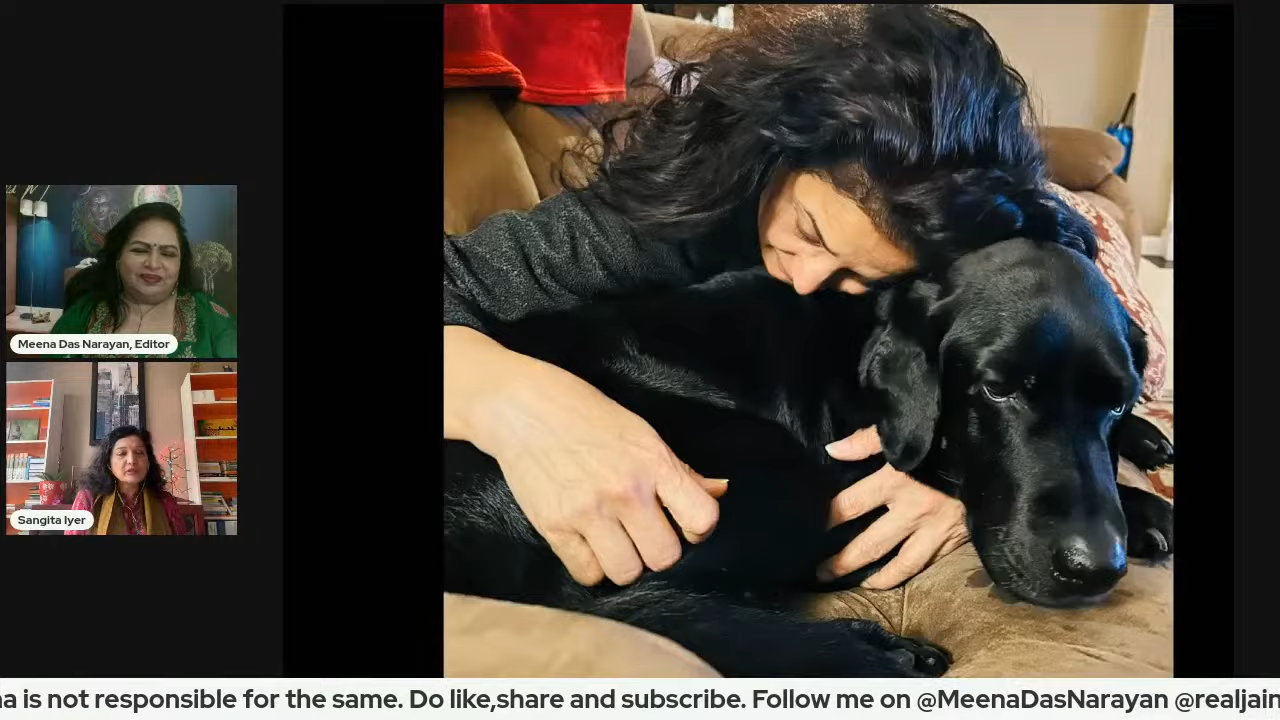 Meena Das Narayan, Editor
Sangita Iyer
is not responsible for the same. Do like,share and subscribe. Follow me on @MeenaDasNarayan @realjain